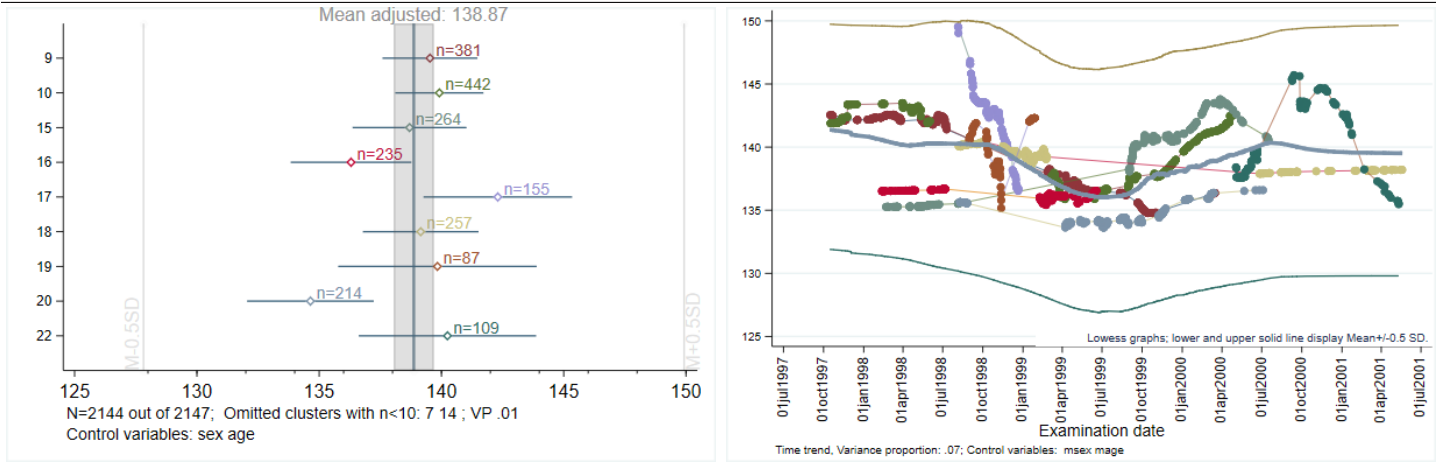 Mean adjusted: 138.87
9
10
15
16
17
18
19
20
22
n=381
n=442
n=264
n=235
n=155
n=257
n=87
n=214
n=109
M-0.5SD
M+0.5SD
125
130
135
140
145
150
N=2144 out of 2147;  Omitted clusters with n<10: 7 14 ; VP .01
Control variables: sex age
150
145
140
135
130
125
Lowess graphs; lower and upper solid line display Mean+/-0.5 SD.
01jul1997
01oct1997
01jan1998
01apr1998
01jul1998
01oct1998
01jan1999
01apr1999
01jul1999
01oct1999
01jan2000
01apr2000
01jul2000
01oct2000
01jan2001
01apr2001
01jul2001
Examination date
Time trend, Variance proportion: .07; Control variables:  msex mage